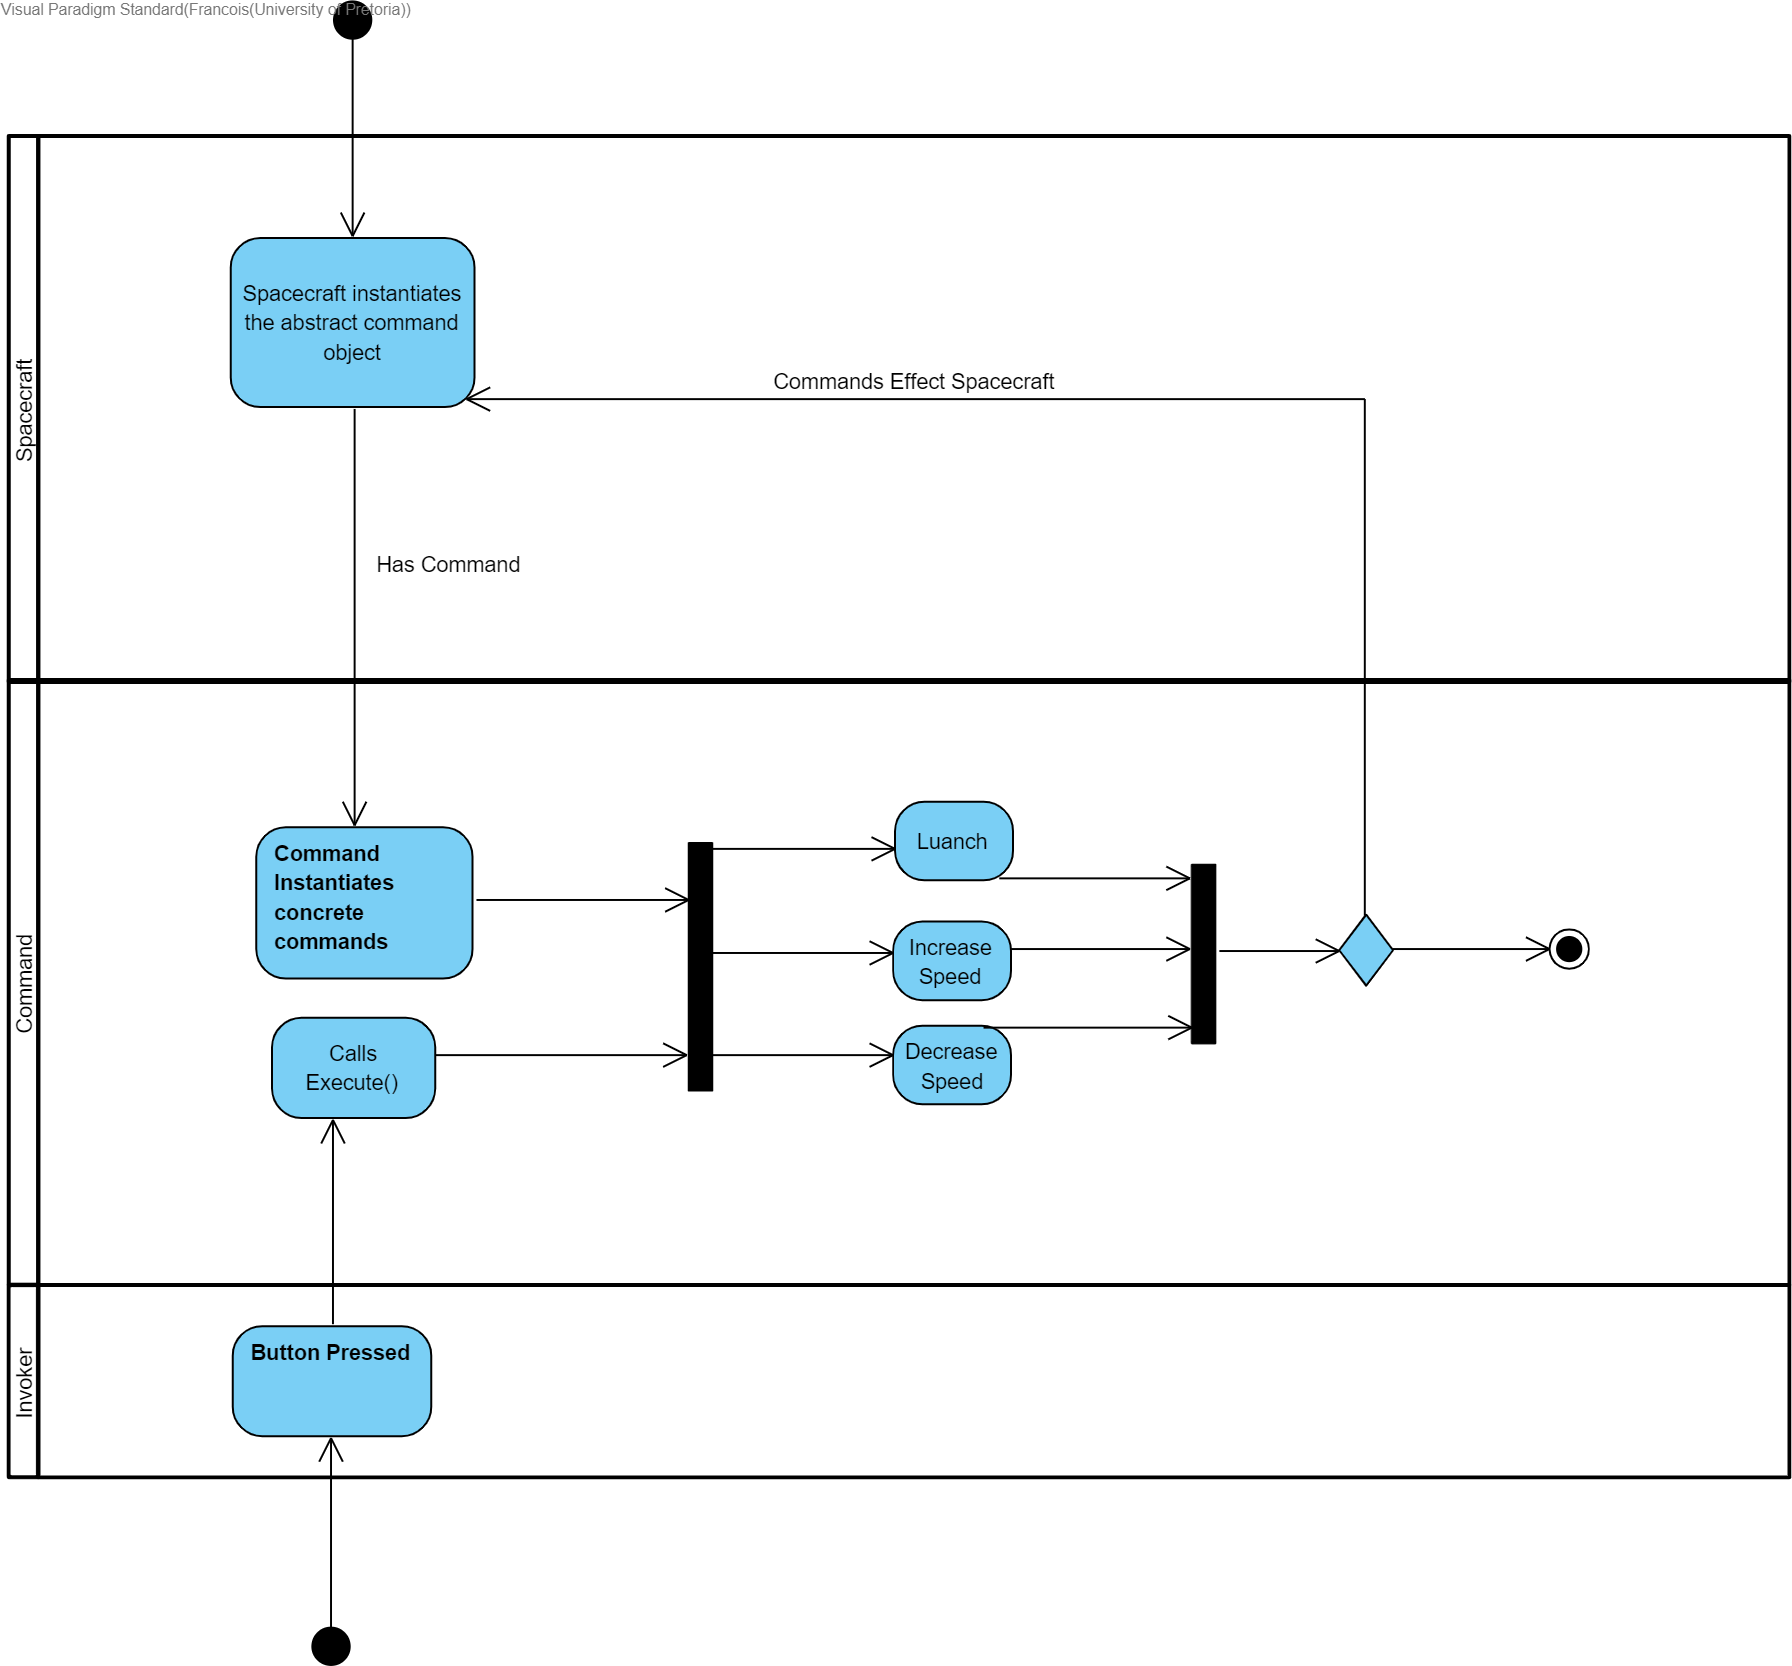 Visual Paradigm Standard(Francois(University of Pretoria))
Spacecraft
Spacecraft instantiates
the abstract command
object
Commands Effect Spacecraft
Has Command
Command
Command
Instantiates
concrete
commands
Luanch
Increase
Speed
Calls
Execute()
Decrease
Speed
Invoker
Button Pressed